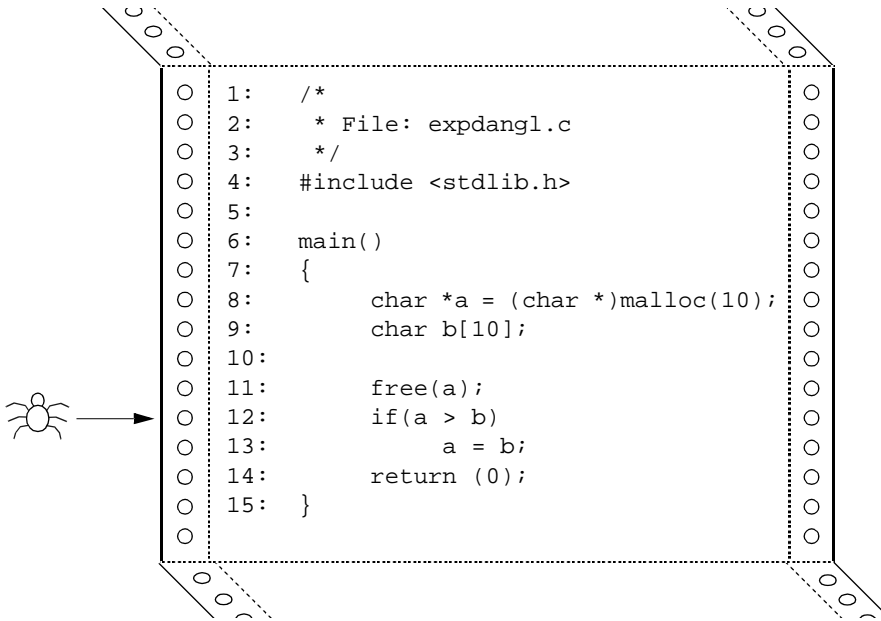 1: /*
2: * File: expdangl.c
3: */
4: #include <stdlib.h>
5:
6: main()
7: {
8: char *a = (char *)malloc(10);
9: char b[10];
10:
11: free(a);
12: if(a > b)
13: a = b;
14: return (0);
15: }